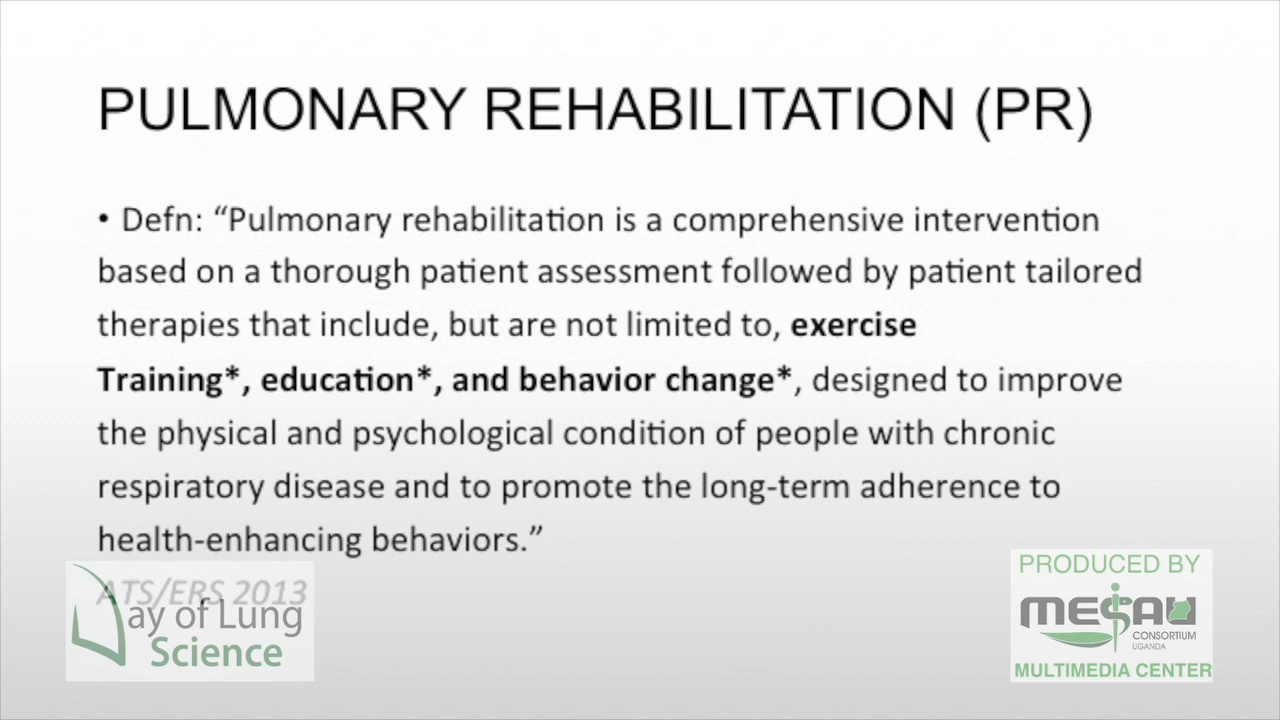 PULMONARY REHABILITATION (PR)
• Defn: “Pulmonary rehabilitation is a comprehensive intervention
based on a thorough patient assessment followed by patient tailored
therapies that include, but are not limited to, exercise
Training*, education*, and behavior change*, designed to improve
the physical and psychological condition of people with chronic
respiratory disease and to promote the long-term adherence to
health-enhancing behaviors.”
ATS/ERS 2013
Day of Lung
Science
PRODUCED BY
MESAU
CONSORTIUM
UGANDA
MULTIMEDIA CENTER